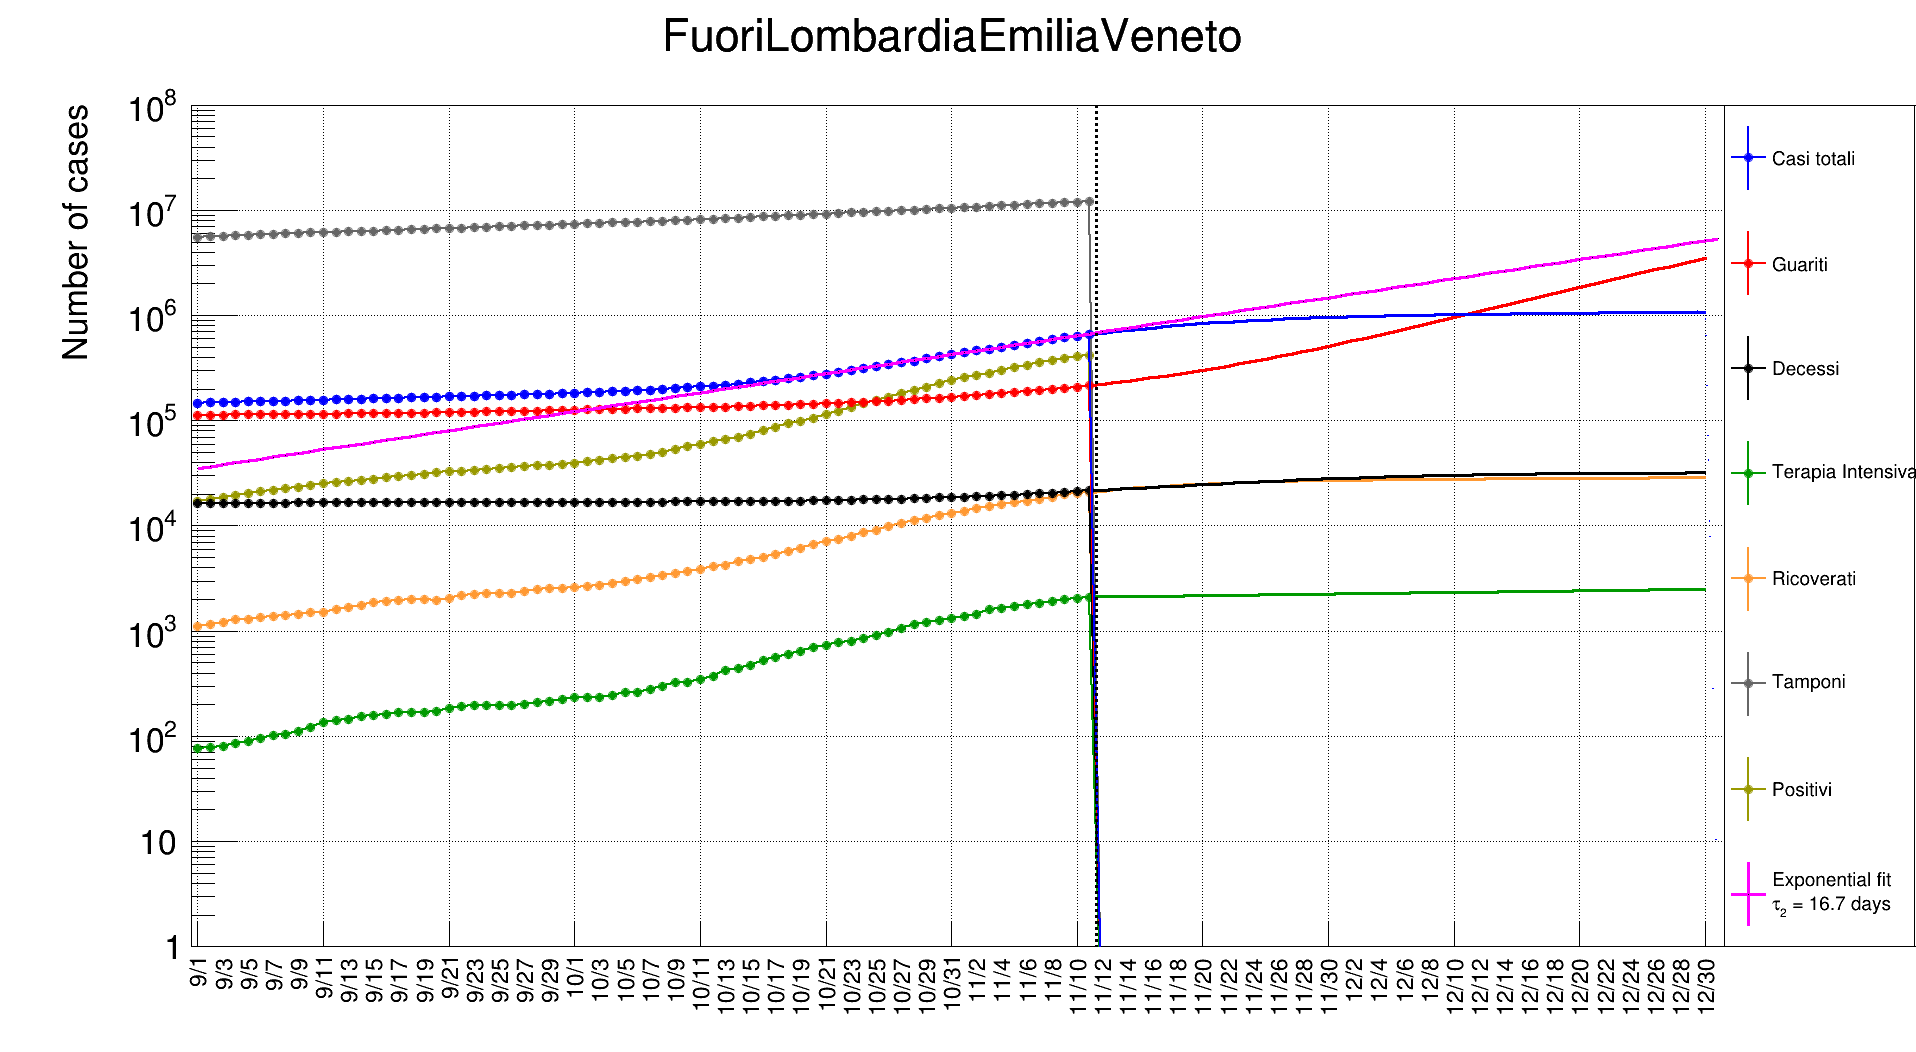 FuoriLombardiaEmiliaVeneto
Number of cases
10^8
10^7
10^6
10^5
10^4
10^3
10^2
10
1
9/1 9/3 9/5 9/7 9/9 9/11 9/13 9/15 9/17 9/19 9/21 9/23 9/25 9/27 9/29 10/1 10/3 10/5 10/7 10/9 10/11 10/13 10/15 10/17 10/19 10/21 10/23 10/25 10/27 10/29 10/31 11/2 11/4 11/6 11/8 11/10 11/12 11/14 11/16 11/18 11/20 11/22 11/24 11/26 11/28 11/30 12/2 12/4 12/6 12/8 12/10 12/12 12/14 12/16 12/18 12/20 12/22 12/24 12/26 12/28 12/30
Casi totali
Guariti
Decessi
Terapia Intensiva
Ricoverati
Tamponi
Positivi
Exponential fit
τ₂ = 16.7 days